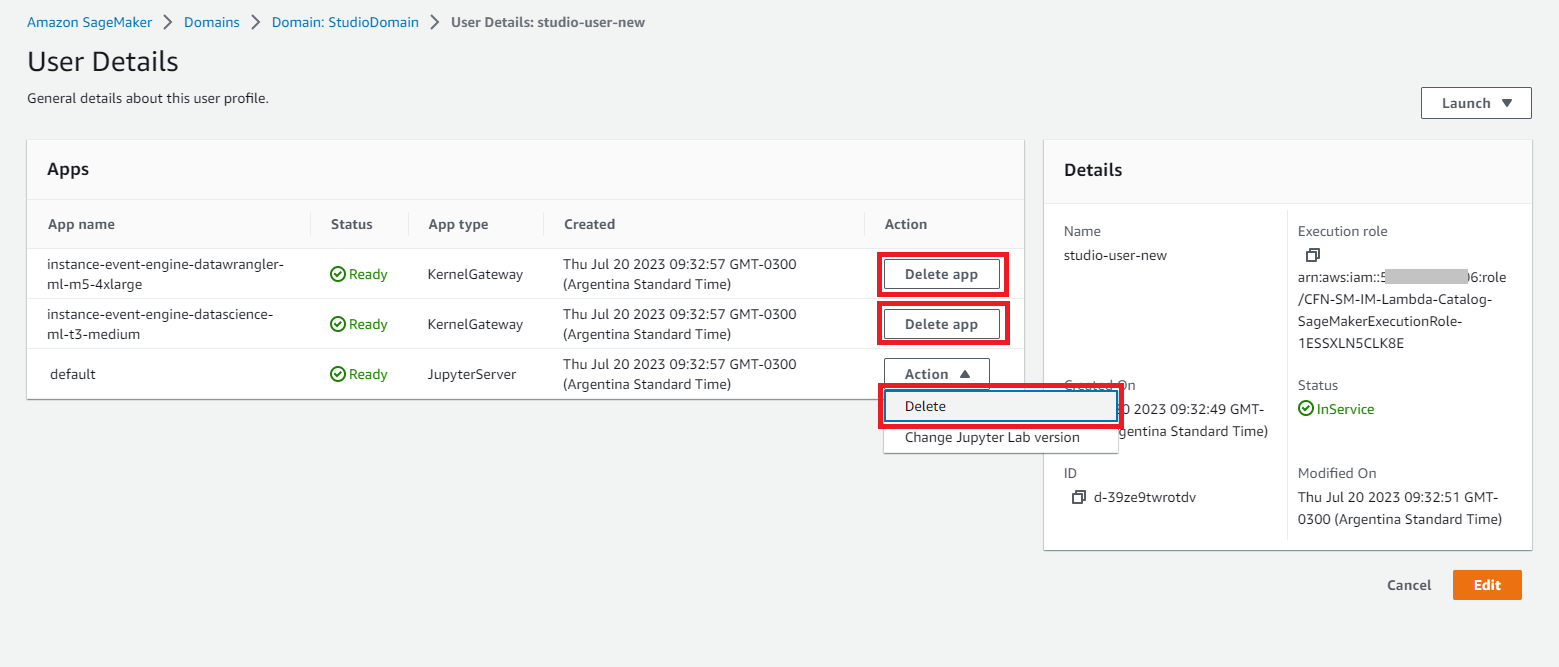 Amazon SageMaker > Domains > Domain: StudioDomain > User Details: studio-user-new
User Details
General details about this user profile.
Launch ▼
Apps
App name Status App type Created Action
instance-event-engine-datawrangler-
ml-m5-4xlarge
Ready
KernelGateway
Thu Jul 20 2023 09:32:57 GMT-0300
(Argentina Standard Time)
Delete app
instance-event-engine-datascience-
ml-t3-medium
Ready
KernelGateway
Thu Jul 20 2023 09:32:57 GMT-0300
(Argentina Standard Time)
Delete app
default
Ready
JupyterServer
Thu Jul 20 2023 09:32:57 GMT-0300
(Argentina Standard Time)
Action ▲
Delete
Change Jupyter Lab version
Details
Name
studio-user-new
Execution role
arn:aws:iam::5 06:role
/CFN-SM-IM-Lambda-Catalog-
SageMakerExecutionRole-
1ESSXLN5CLK8E
Created On
2023 09:32:49 GMT-
Standard Time)
Status
InService
ID
d-39ze9twrotdv
Modified On
Thu Jul 20 2023 09:32:51 GMT-
0300 (Argentina Standard Time)
Cancel
Edit